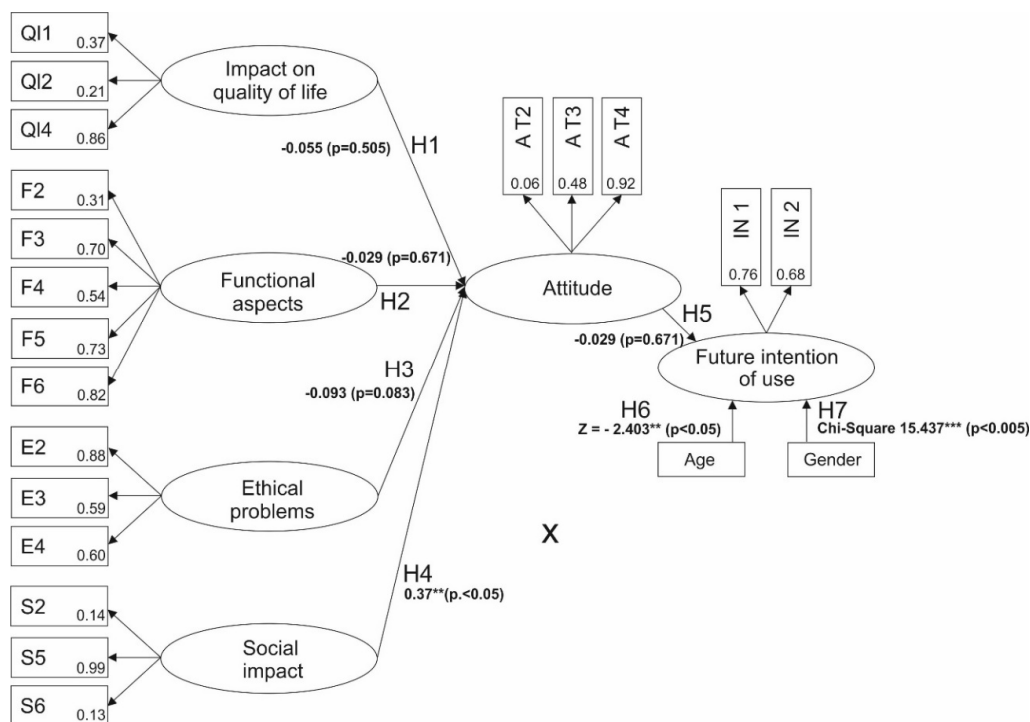 QI1 0.37
QI2 0.21
QI4 0.86
Impact on
quality of life
-0.055 (p=0.505)
H1
F2 0.31
F3 0.70
F4 0.54
F5 0.73
F6 0.82
Functional
aspects
-0.029 (p=0.671)
H2
E2 0.88
E3 0.59
E4 0.60
Ethical
problems
H3
-0.093 (p=0.083)
S2 0.14
S5 0.99
S6 0.13
Social
impact
H4
0.37**(p.<0.05)
A T2
0.06
A T3
0.48
A T4
0.92
Attitude
H5
-0.029 (p=0.671)
IN 1
0.76
IN 2
0.68
Future intention
of use
H6
Z = - 2.403** (p<0.05)
Age
H7
Chi-Square 15.437*** (p<0.005)
Gender
X